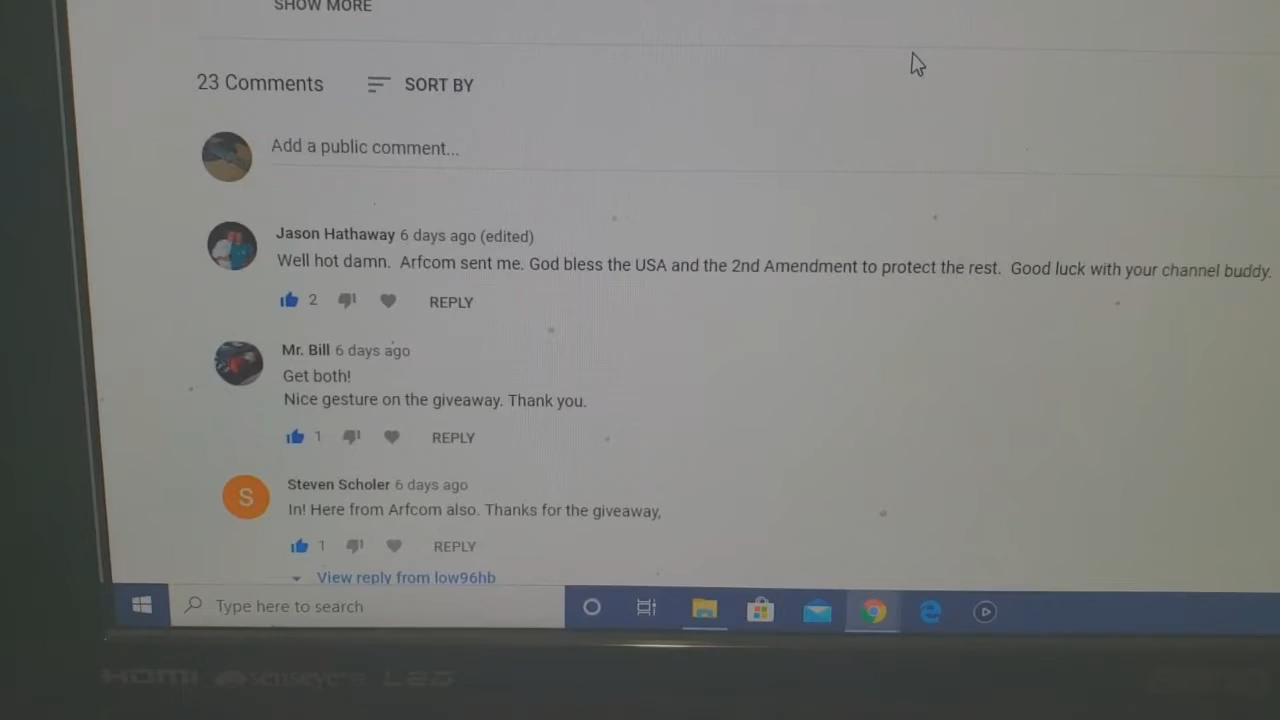 SHOW MORE
23 Comments SORT BY
Add a public comment...
Jason Hathaway 6 days ago (edited)
Well hot damn. Arfcom sent me. God bless the USA and the 2nd Amendment to protect the rest. Good luck with your channel buddy.
2 REPLY
Mr. Bill 6 days ago
Get both!
Nice gesture on the giveaway. Thank you.
1 REPLY
S
Steven Scholer 6 days ago
In! Here from Arfcom also. Thanks for the giveaway,
1 REPLY
View reply from low96hb
Type here to search
HDMI senseye LED